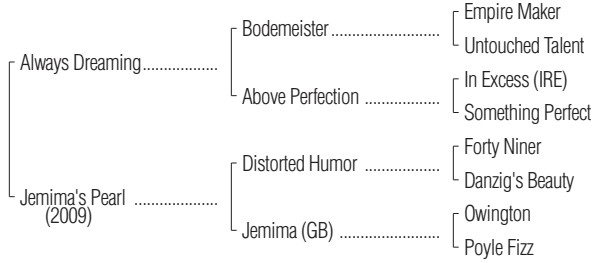 Empire Maker
Bodemeister
Untouched Talent
Always Dreaming
In Excess (IRE)
Above Perfection
Something Perfect
Forty Niner
Distorted Humor
Danzig's Beauty
Jemima's Pearl
(2009)
Owington
Jemima (GB)
Poyle Fizz